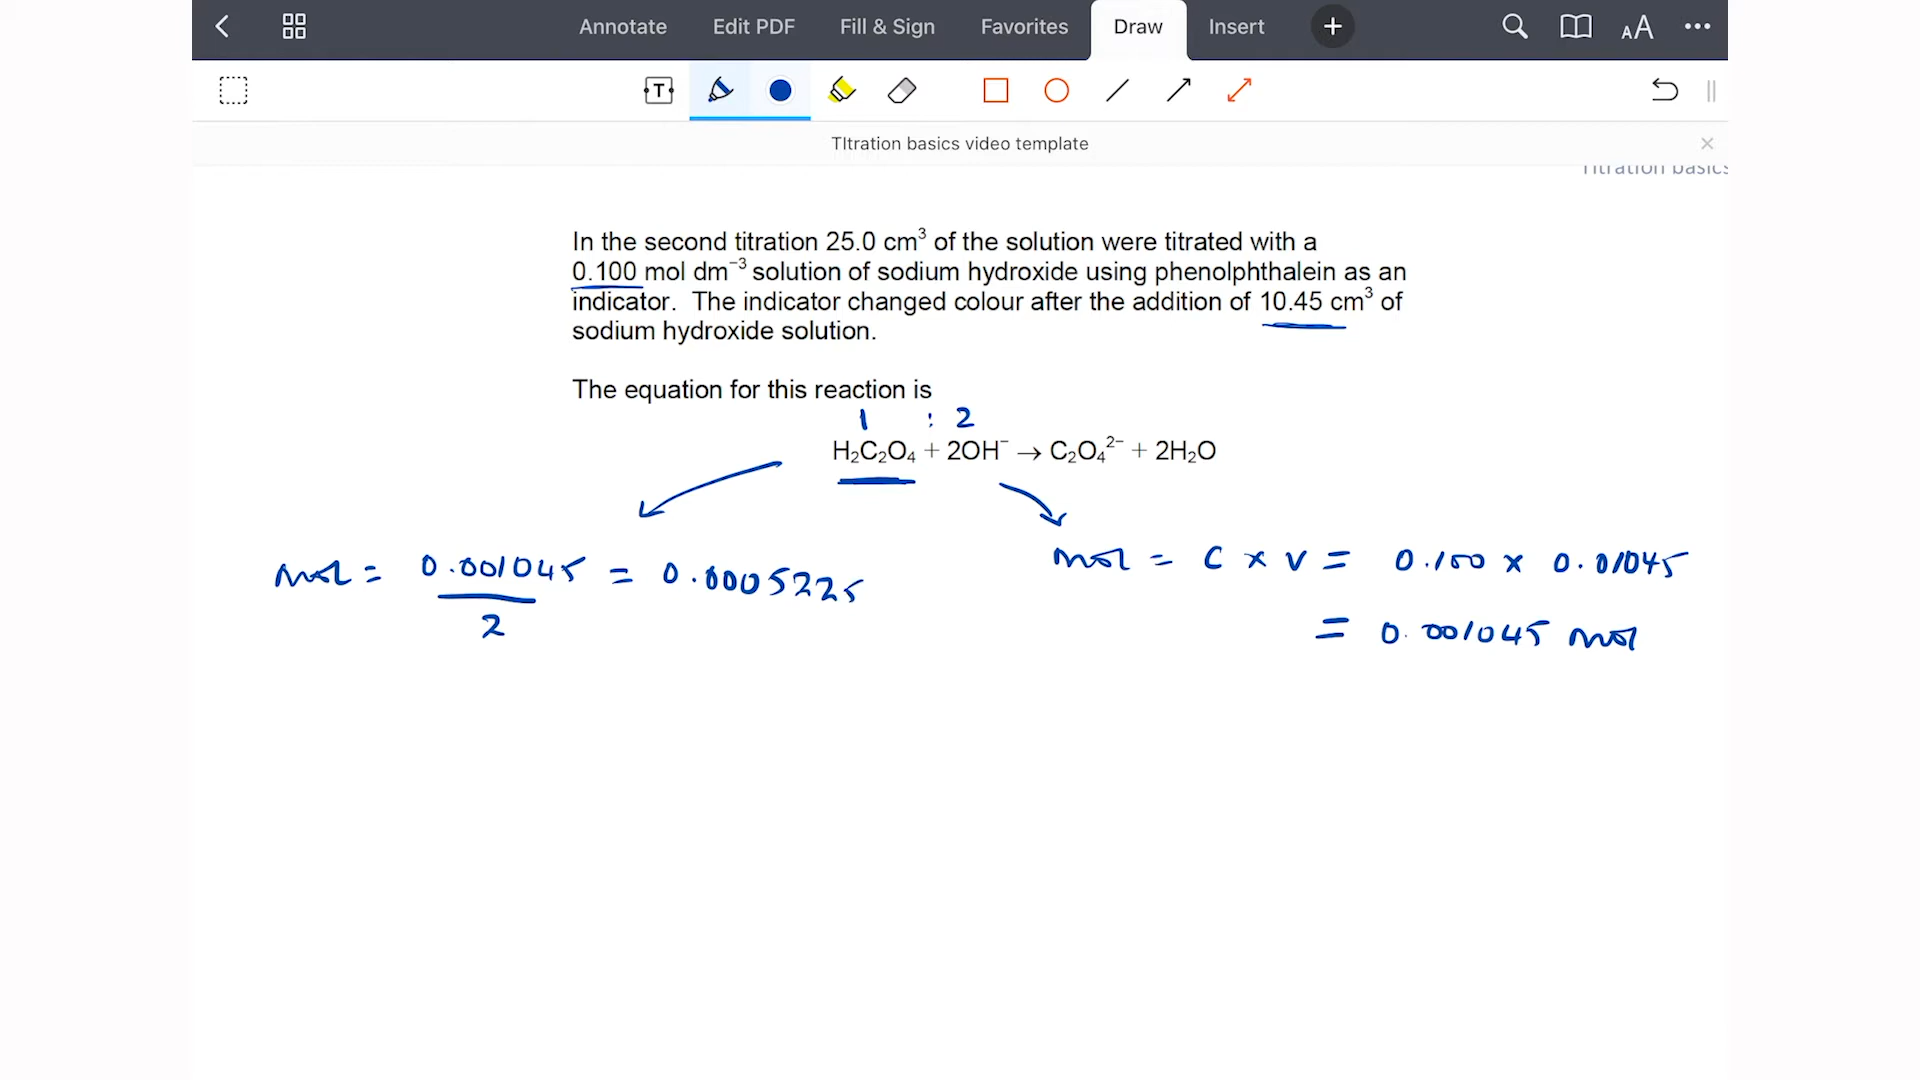 Annotate Edit PDF Fill & Sign Favorites Draw Insert
T
AA
TItration basics video template
Titration basics
In the second titration 25.0 cm³ of the solution were titrated with a
0.100 mol dm⁻³ solution of sodium hydroxide using phenolphthalein as an
indicator. The indicator changed colour after the addition of 10.45 cm³ of
sodium hydroxide solution.
The equation for this reaction is
1 : 2
H₂C₂O₄ + 2OH⁻ → C₂O₄²⁻ + 2H₂O
mol = 0.001045 / 2 = 0.0005225
mol = C × V = 0.100 × 0.01045
= 0.001045 mol